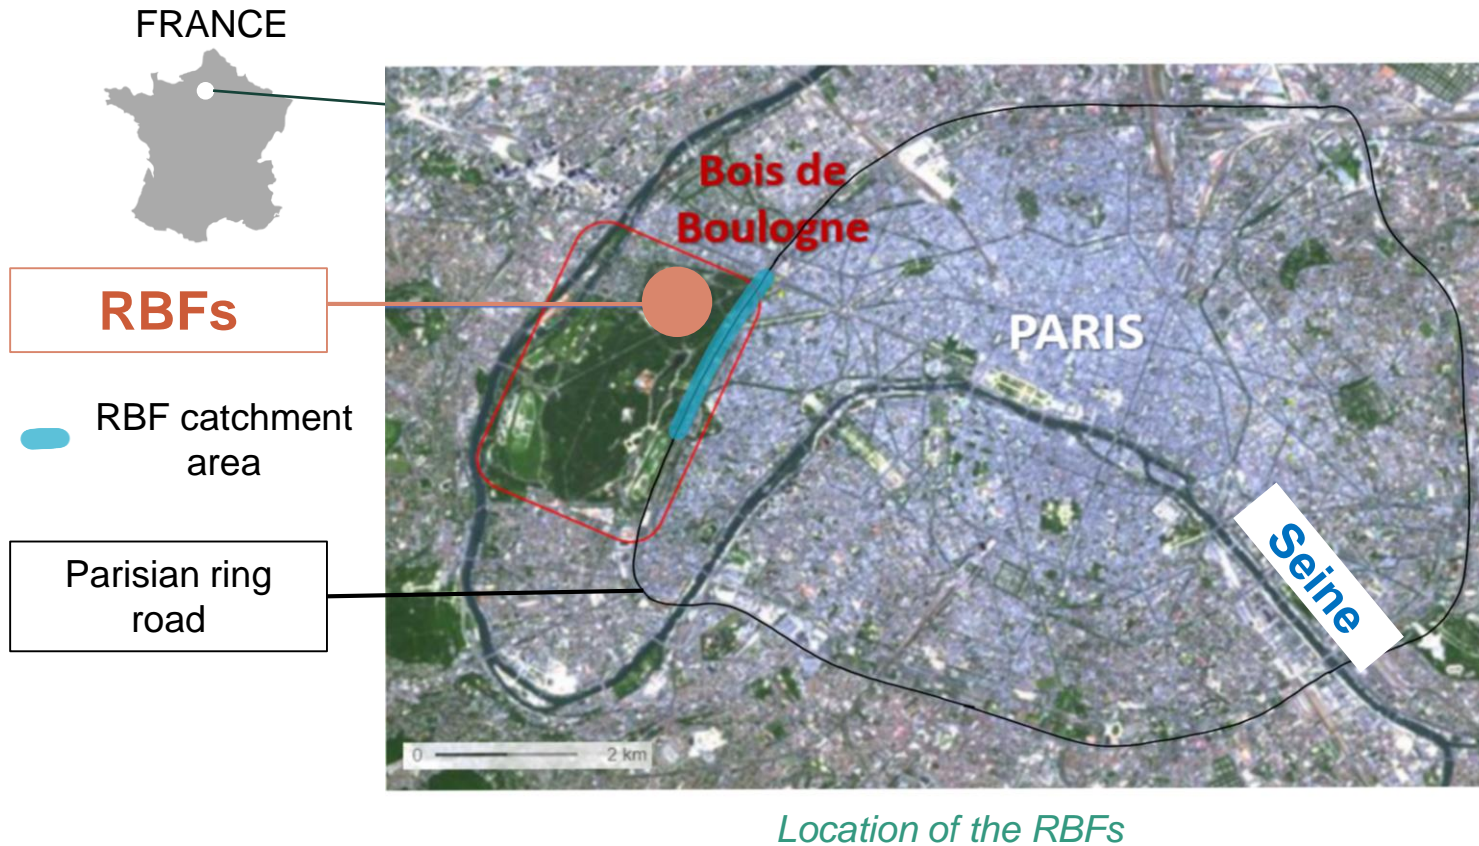 FRANCE
Bois de
Boulogne
RBFs
PARIS
RBF catchment
area
Seine
Parisian ring
road
0 2 km
Location of the RBFs